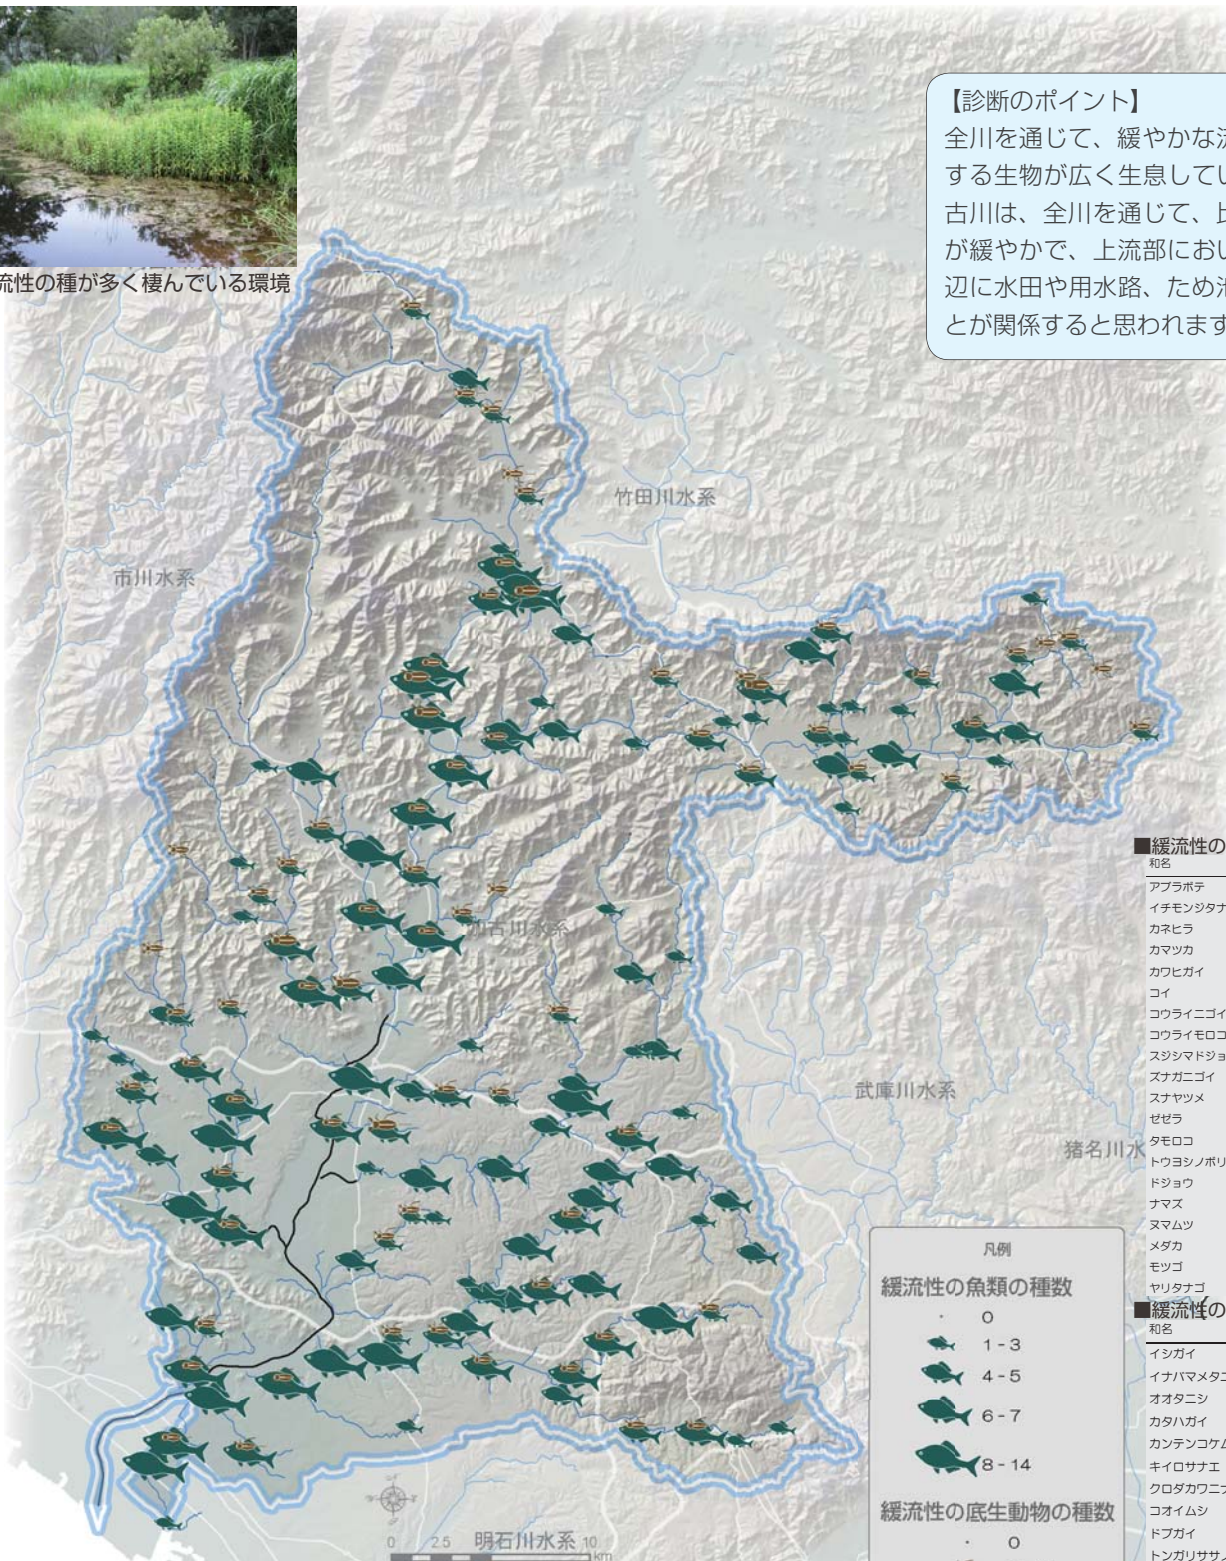 流性の種が多く棲んでいる環境
【診断のポイント】
全川を通じて、緩やかな
する生物が広く生息してい
古川は、全川を通じて、
が緩やかで、上流部におい
辺に水田や用水路、ため
とが関係すると思われます
竹田川水系
市川水系
加古川水系
武庫川水系
猪名川水
明石川水系
0 2.5 10
km
凡例
緩流性の魚類の種数
0
1 - 3
4 - 5
6 - 7
8 - 14
緩流性の底生動物の種数
0
■緩流性の
和名
アブラボテ
イチモンジタナ
カネヒラ
カマツカ
カワヒガイ
コイ
コウライニゴイ
コウライモロコ
スジシマドジョ
ズナガニゴイ
スナヤツメ
ゼゼラ
タモロコ
トウヨシノボリ
ドジョウ
ナマズ
ヌマムツ
メダカ
モツゴ
ヤリタナゴ
■緩流性の
和名
イシガイ
イナバマメタニ
オオタニシ
カタハガイ
カンテンコケム
キイロサナエ
クロダカワニナ
コオイムシ
ドブガイ
トンガリササノ